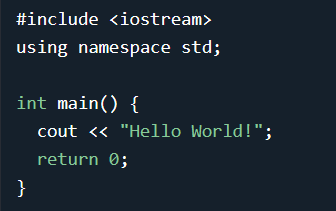 #include <iostream>
using namespace std;

int main() {
  cout << "Hello World!";
  return 0;
}